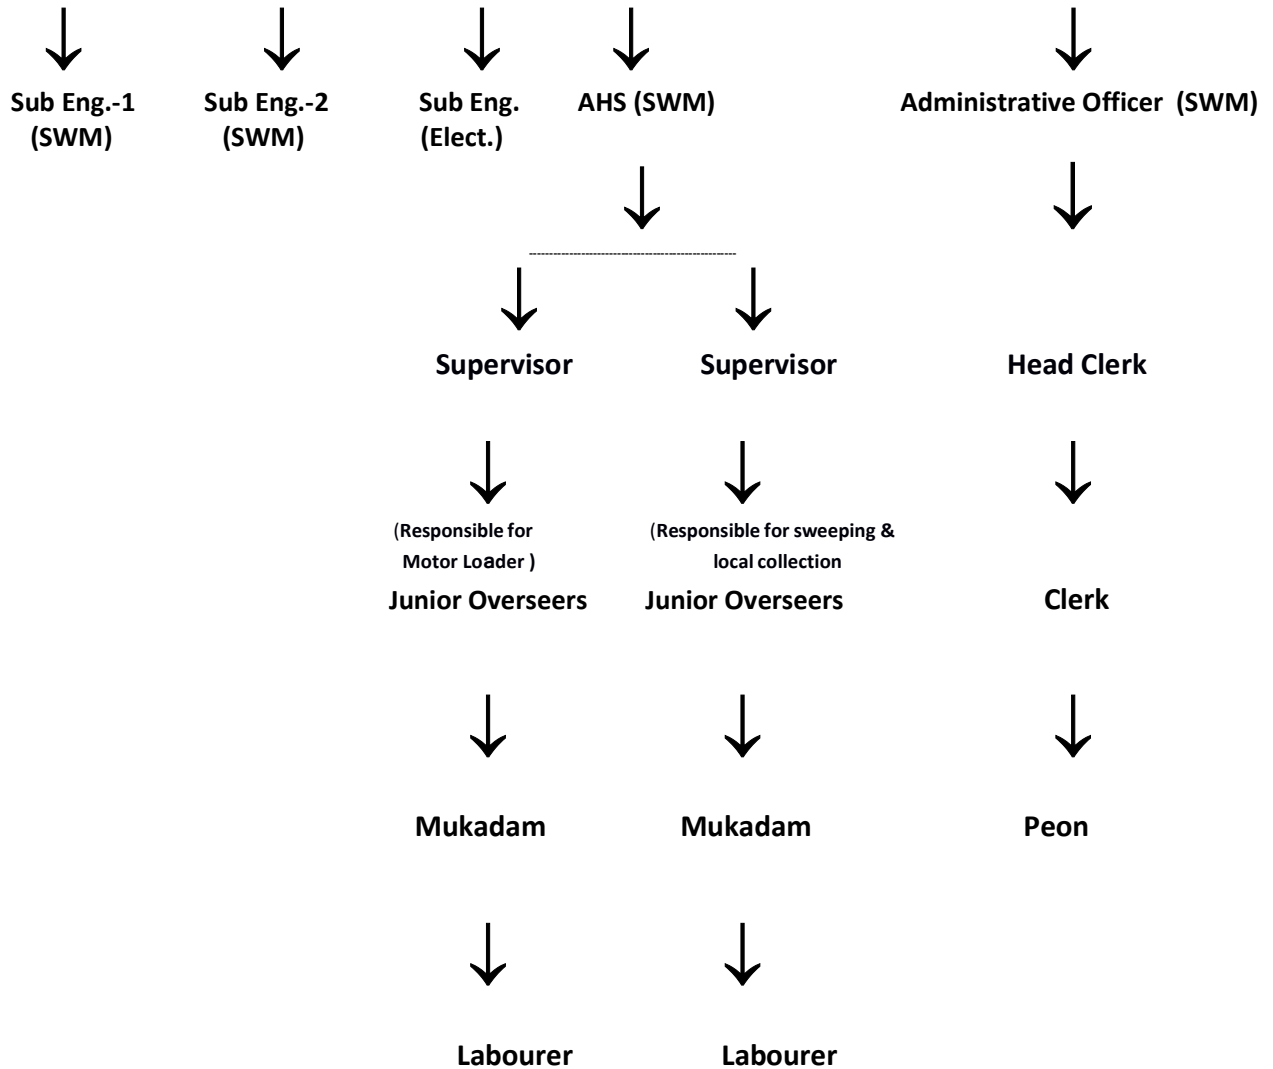 Sub Eng.-1
(SWM)
Sub Eng.-2
(SWM)
Sub Eng.
(Elect.)
AHS (SWM)
Administrative Officer (SWM)
Supervisor
Supervisor
Head Clerk
(Responsible for
Motor Loader )
Junior Overseers
(Responsible for sweeping &
local collection
Junior Overseers
Clerk
Mukadam
Mukadam
Peon
Labourer
Labourer